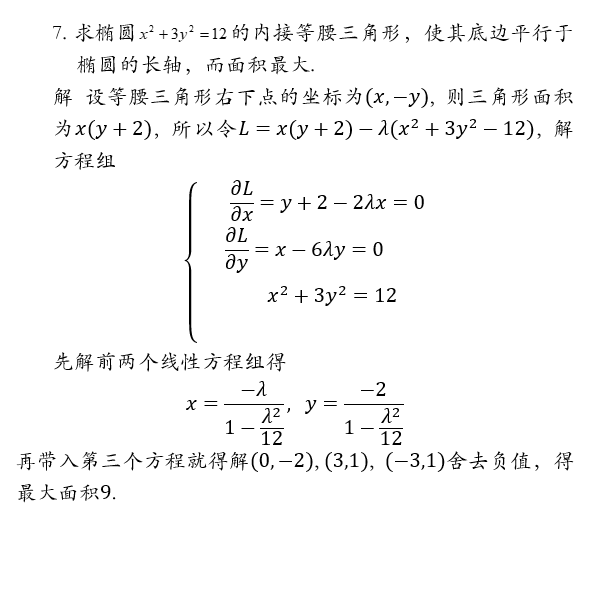 7. 求椭圆x² + 3y² = 12 的内接等腰三角形，使其底边平行于
椭圆的长轴，而面积最大.
解 设等腰三角形右下点的坐标为(x, −y), 则三角形面积
为x(y + 2)，所以令L = x(y + 2) − λ(x² + 3y² − 12)，解
方程组
∂L/∂x = y + 2 − 2λx = 0
∂L/∂y = x − 6λy = 0
x² + 3y² = 12
先解前两个线性方程组得
x = −λ/(1 − λ²/12), y = −2/(1 − λ²/12)
再带入第三个方程就得解(0, −2), (3,1), (−3,1)舍去负值，得
最大面积9.